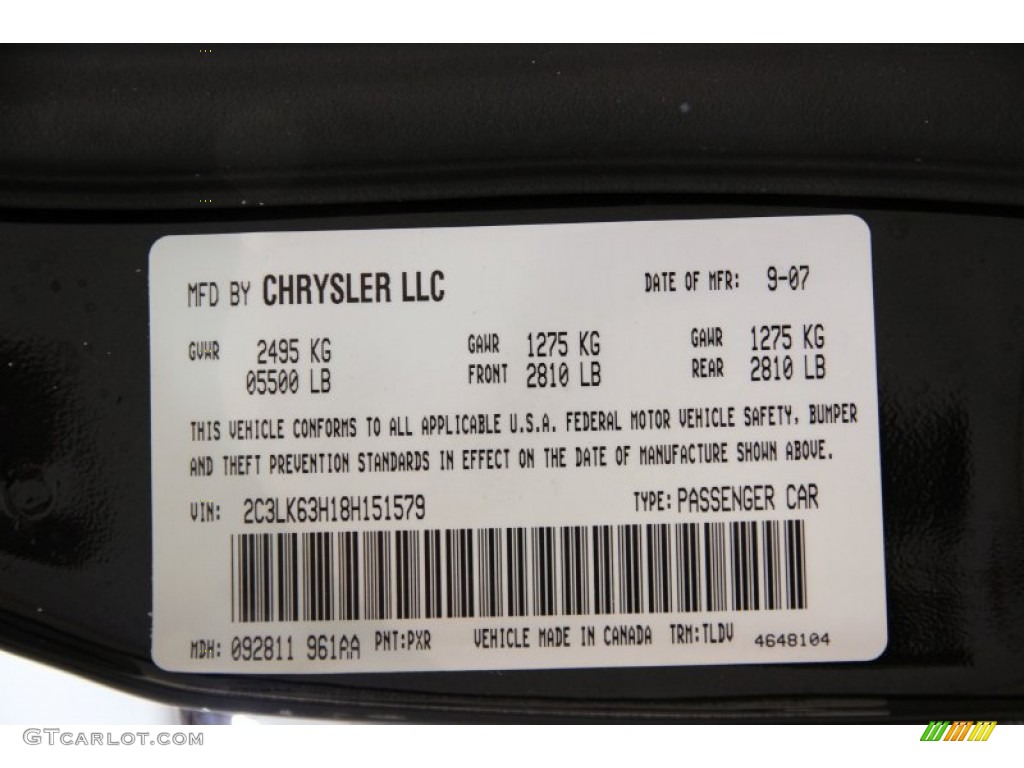 MFD BY CHRYSLER LLC DATE OF MFR: 9-07
GVWR 2495 KG GAWR 1275 KG GAWR 1275 KG
05500 LB FRONT 2810 LB REAR 2810 LB
THIS VEHICLE CONFORMS TO ALL APPLICABLE U.S.A. FEDERAL MOTOR VEHICLE SAFETY, BUMPER
AND THEFT PREVENTION STANDARDS IN EFFECT ON THE DATE OF MANUFACTURE SHOWN ABOVE.
VIN: 2C3LK63H18H151579 TYPE: PASSENGER CAR
MDH: 092811 961AA PNT:PXR VEHICLE MADE IN CANADA TRM:TLDV 4648104
GTCARLOT.COM